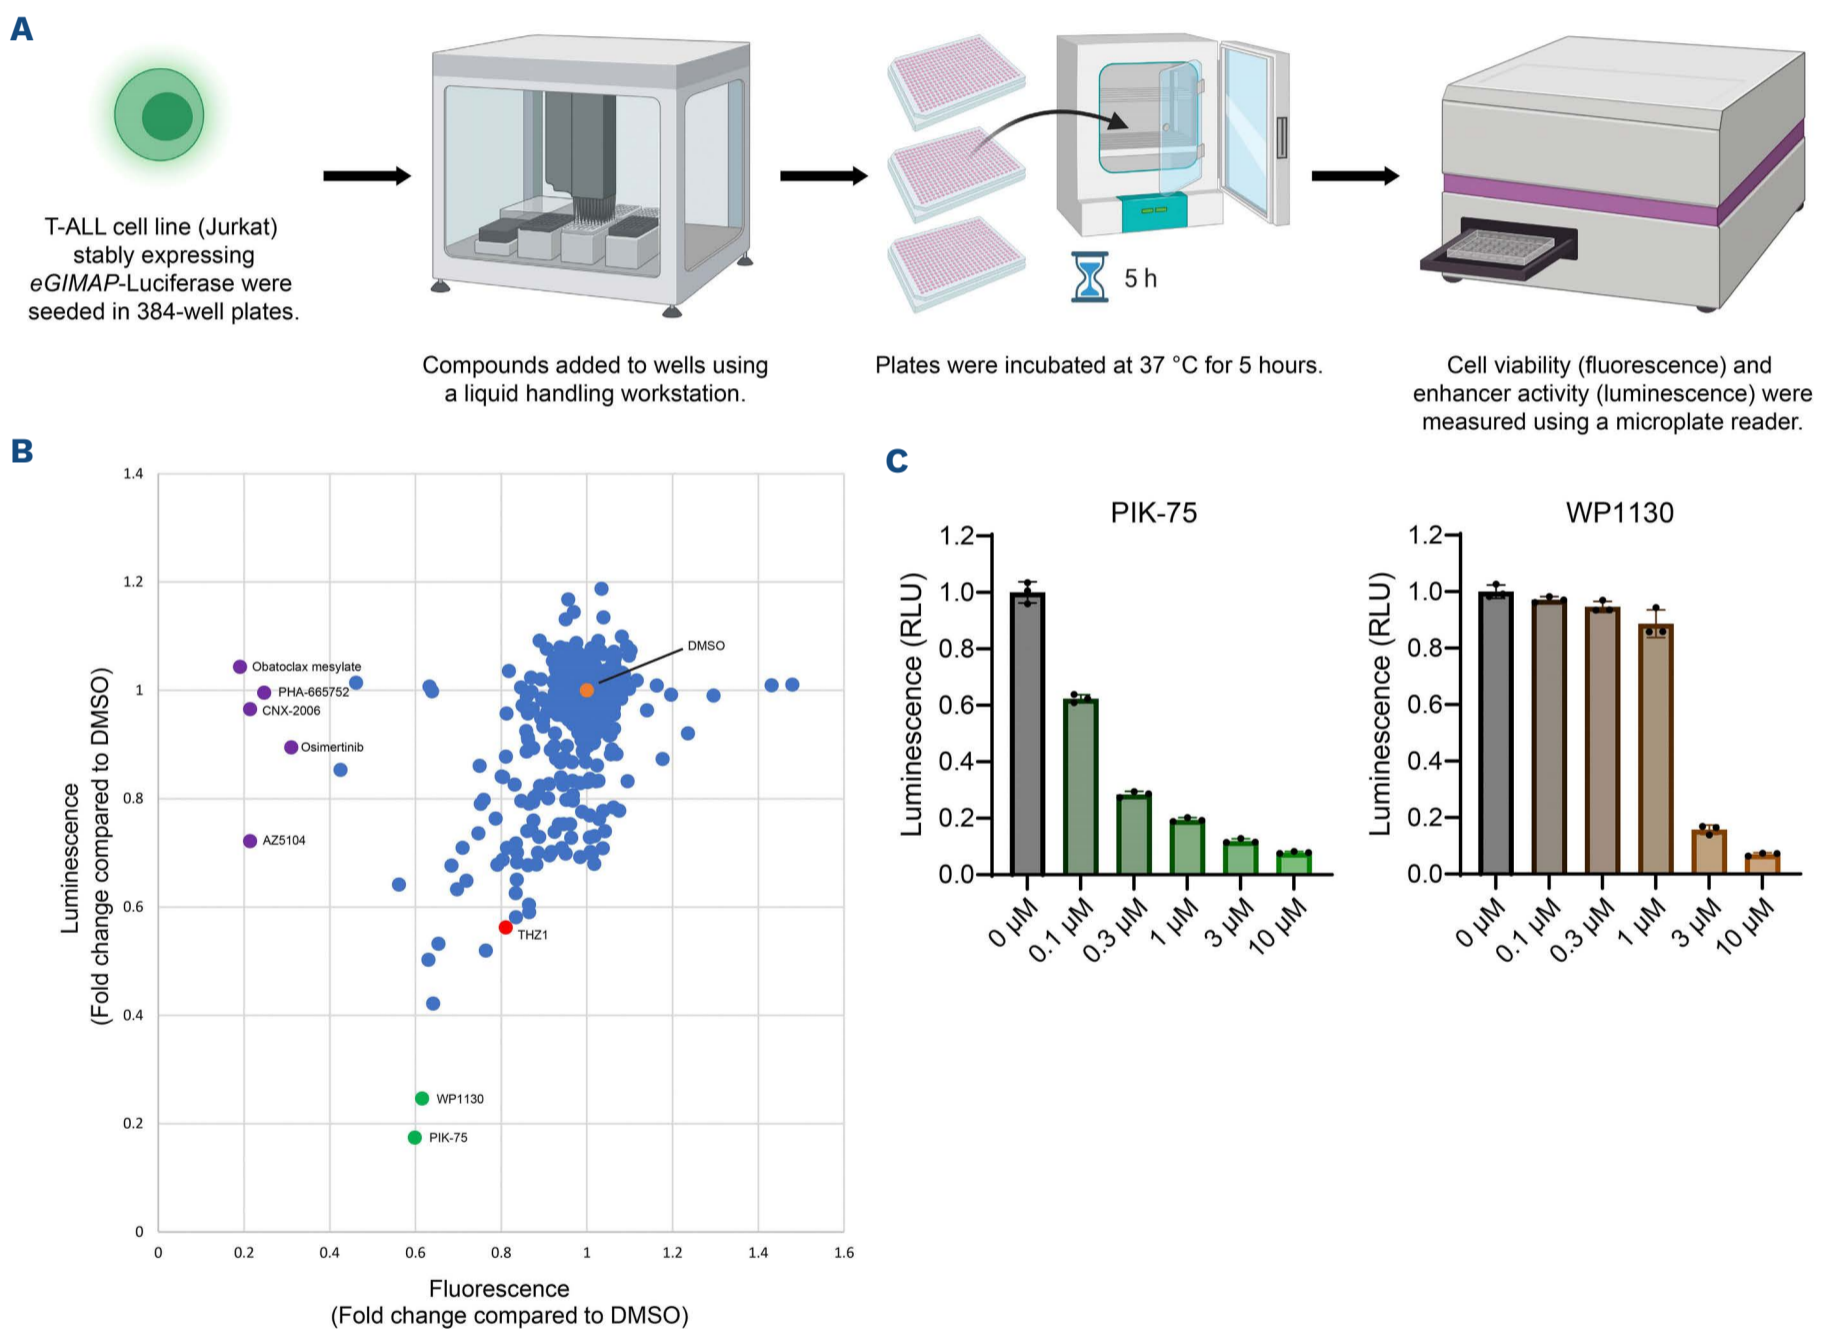 A
T-ALL cell line (Jurkat)
stably expressing
eGIMAP-Luciferase were
seeded in 384-well plates.
Compounds added to wells using
a liquid handling workstation.
5 h
Plates were incubated at 37 °C for 5 hours.
Cell viability (fluorescence) and
enhancer activity (luminescence) were
measured using a microplate reader.
B
Luminescence
(Fold change compared to DMSO)
1.4
1.2
1
0.8
0.6
0.4
0.2
0
DMSO
Obatoclax mesylate
PHA-665752
CNX-2006
Osimertinib
AZ5104
THZ1
WP1130
PIK-75
0
0.2
0.4
0.6
0.8
1
1.2
1.4
1.6
Fluorescence
(Fold change compared to DMSO)
C
PIK-75
Luminescence (RLU)
1.2
1.0
0.8
0.6
0.4
0.2
0.0
0 µM
0.1 µM
0.3 µM
1 µM
3 µM
10 µM
WP1130
Luminescence (RLU)
1.2
1.0
0.8
0.6
0.4
0.2
0.0
0 µM
0.1 µM
0.3 µM
1 µM
3 µM
10 µM